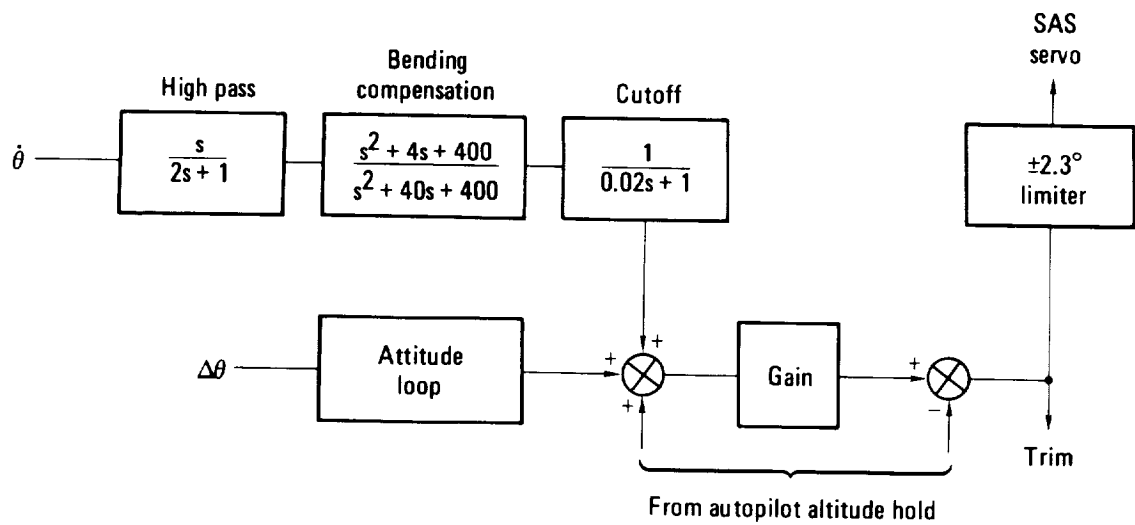 SAS
servo
Bending
compensation
High pass
Cutoff
θ̇
s
2s + 1
s² + 4s + 400
s² + 40s + 400
1
0.02s + 1
±2.3°
limiter
Δθ
Attitude
loop
+
+
+
Gain
+
−
Trim
From autopilot altitude hold